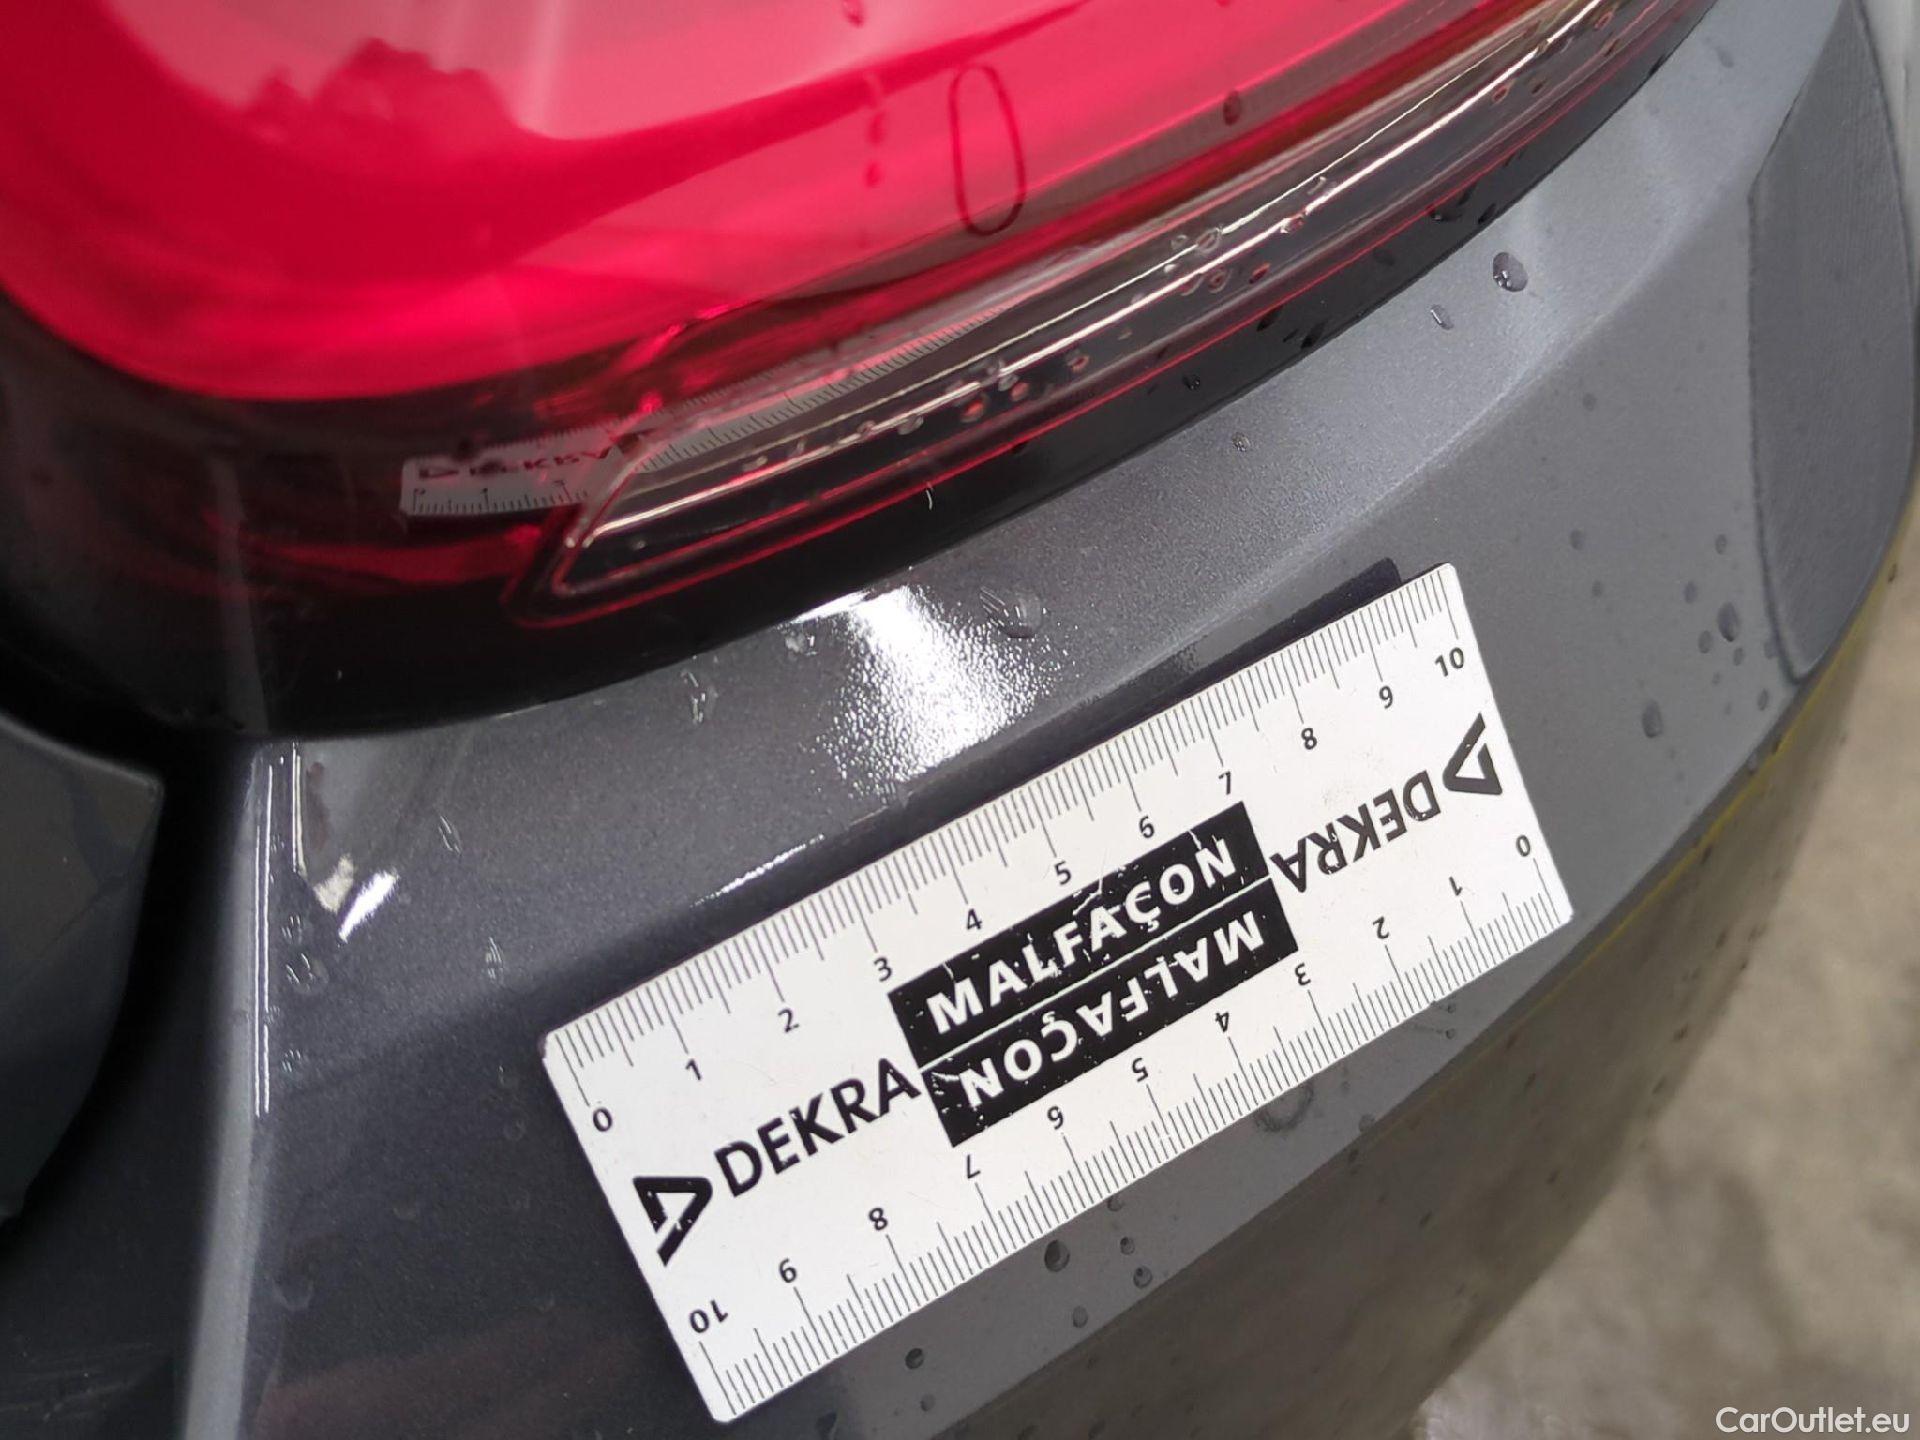 0 1 2 3 4 5 6 7 8 9 10
DEKRA
MALFAÇON
MALFAÇON
DEKRA
0 1 2 3 4 5 6 7 8 9 10
CarOutlet.eu